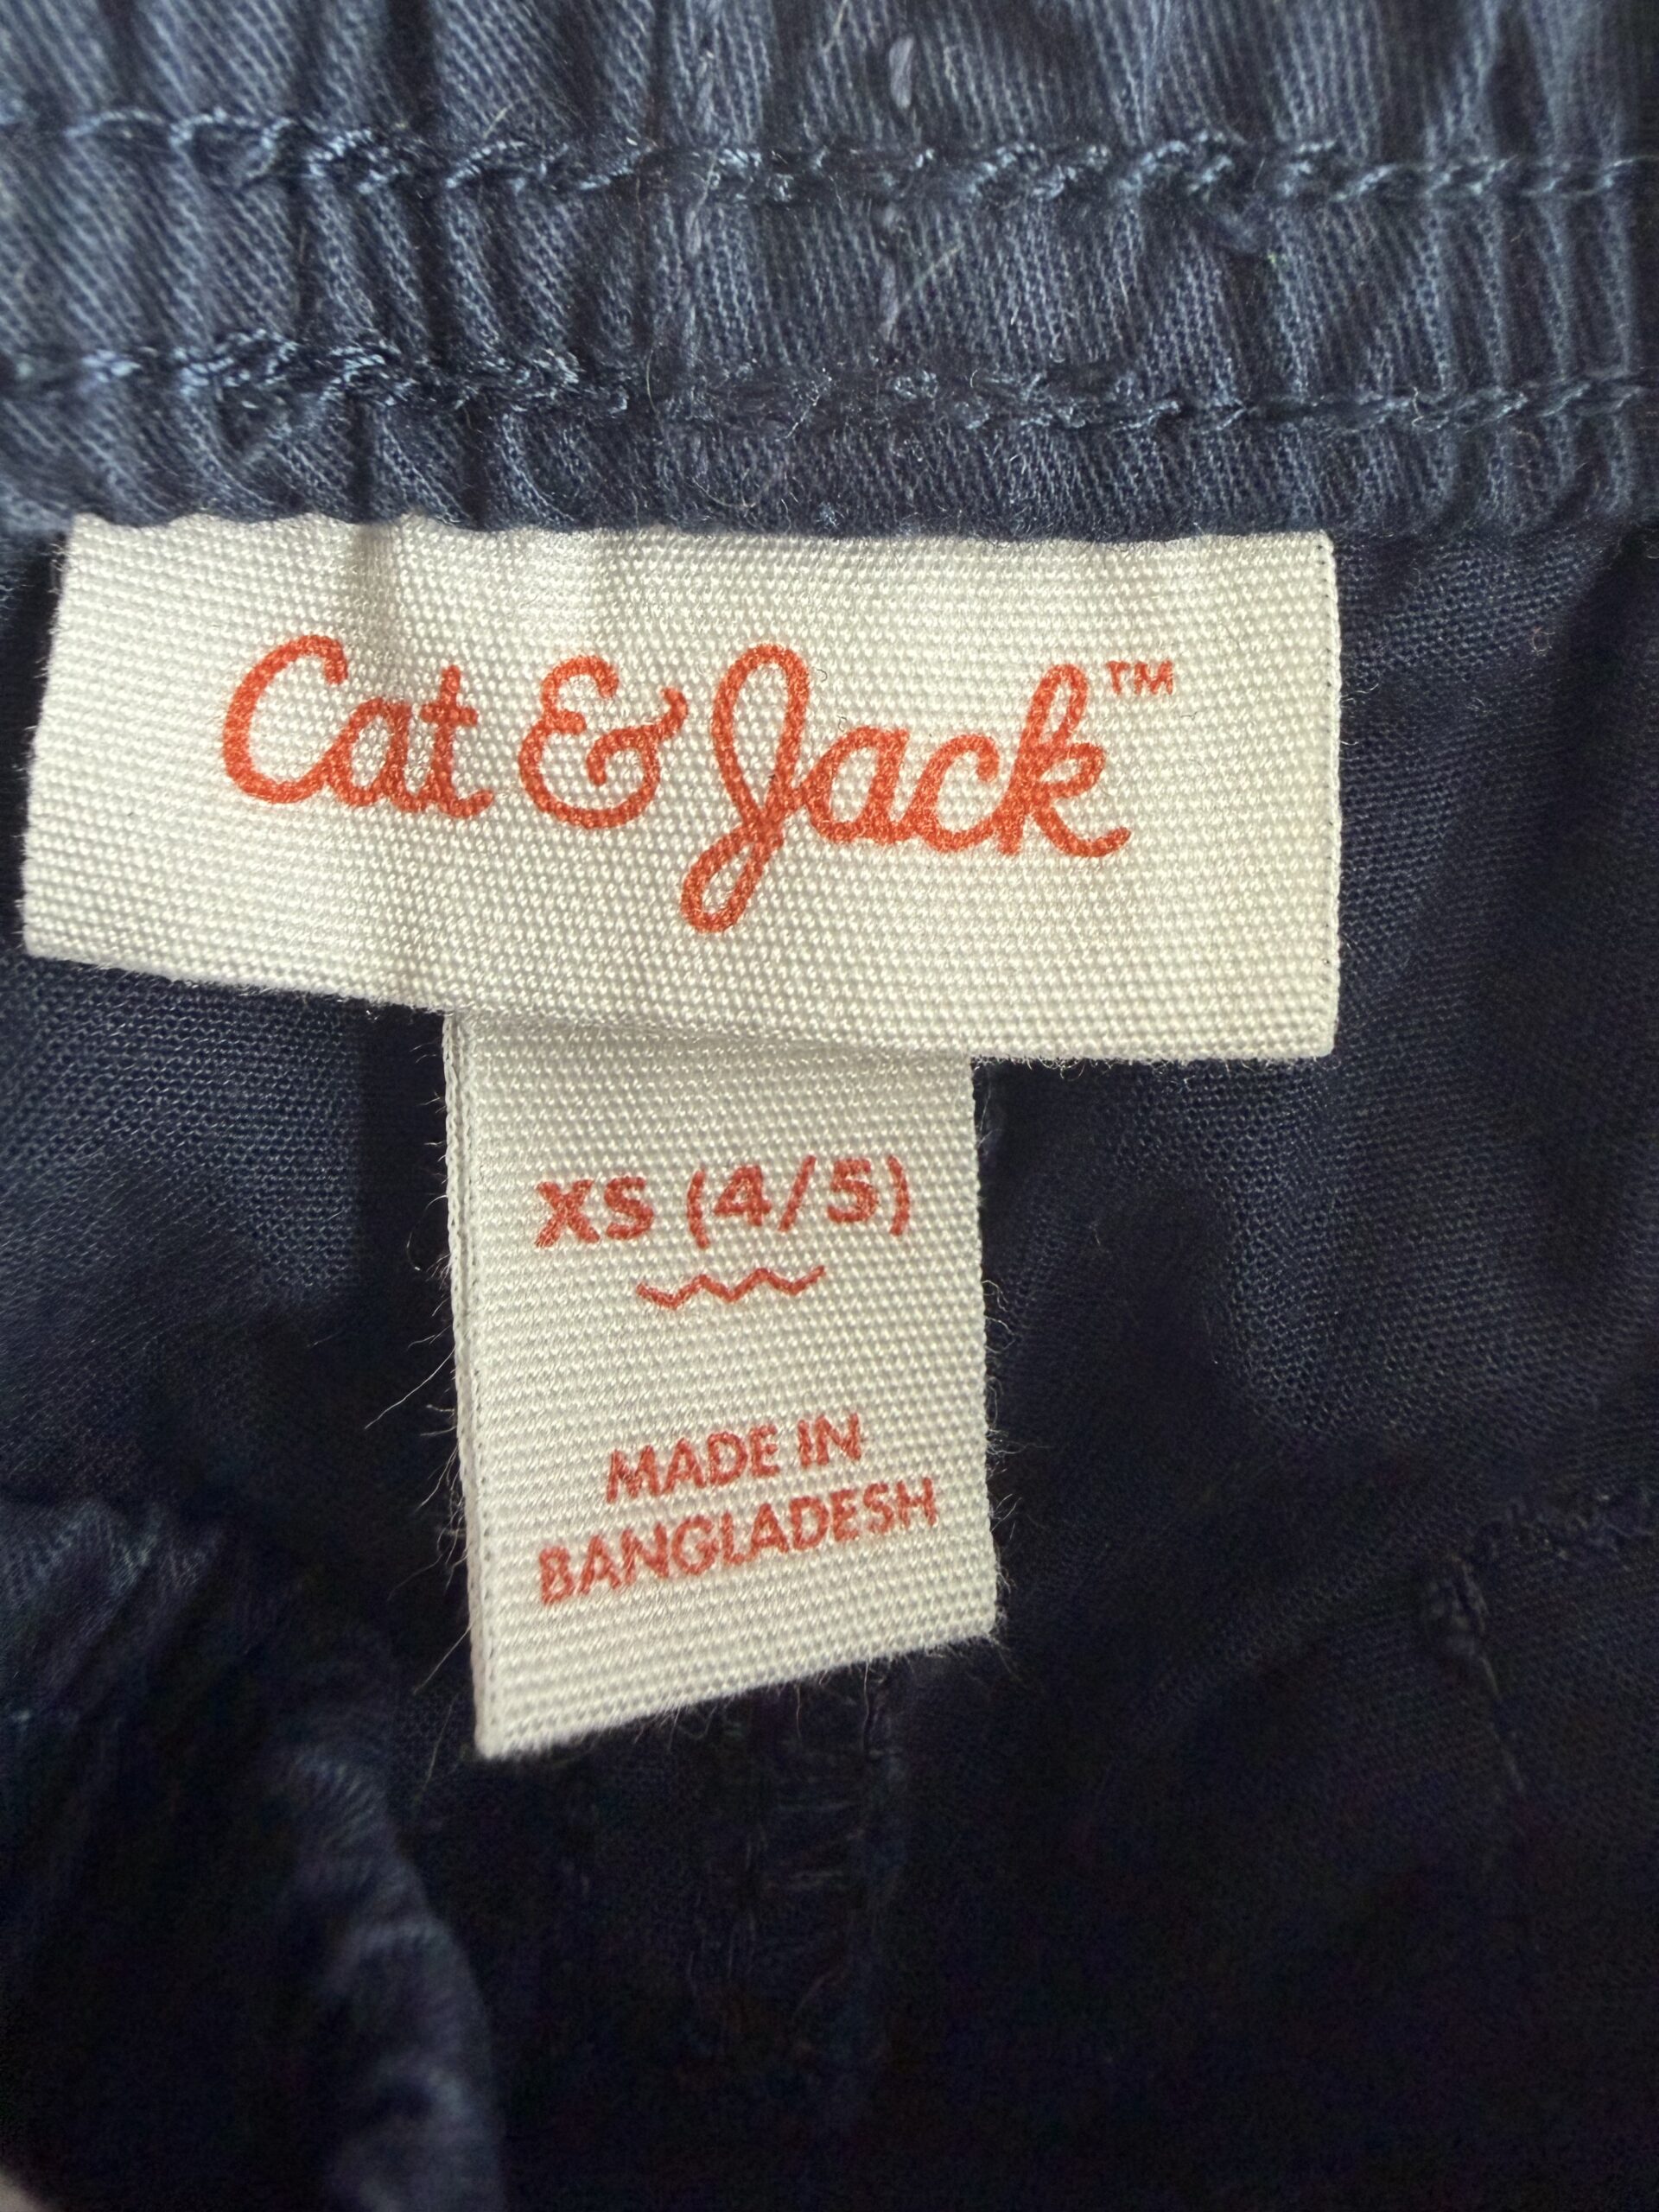 Cat & Jack™
XS (4/5)
MADE IN
BANGLADESH